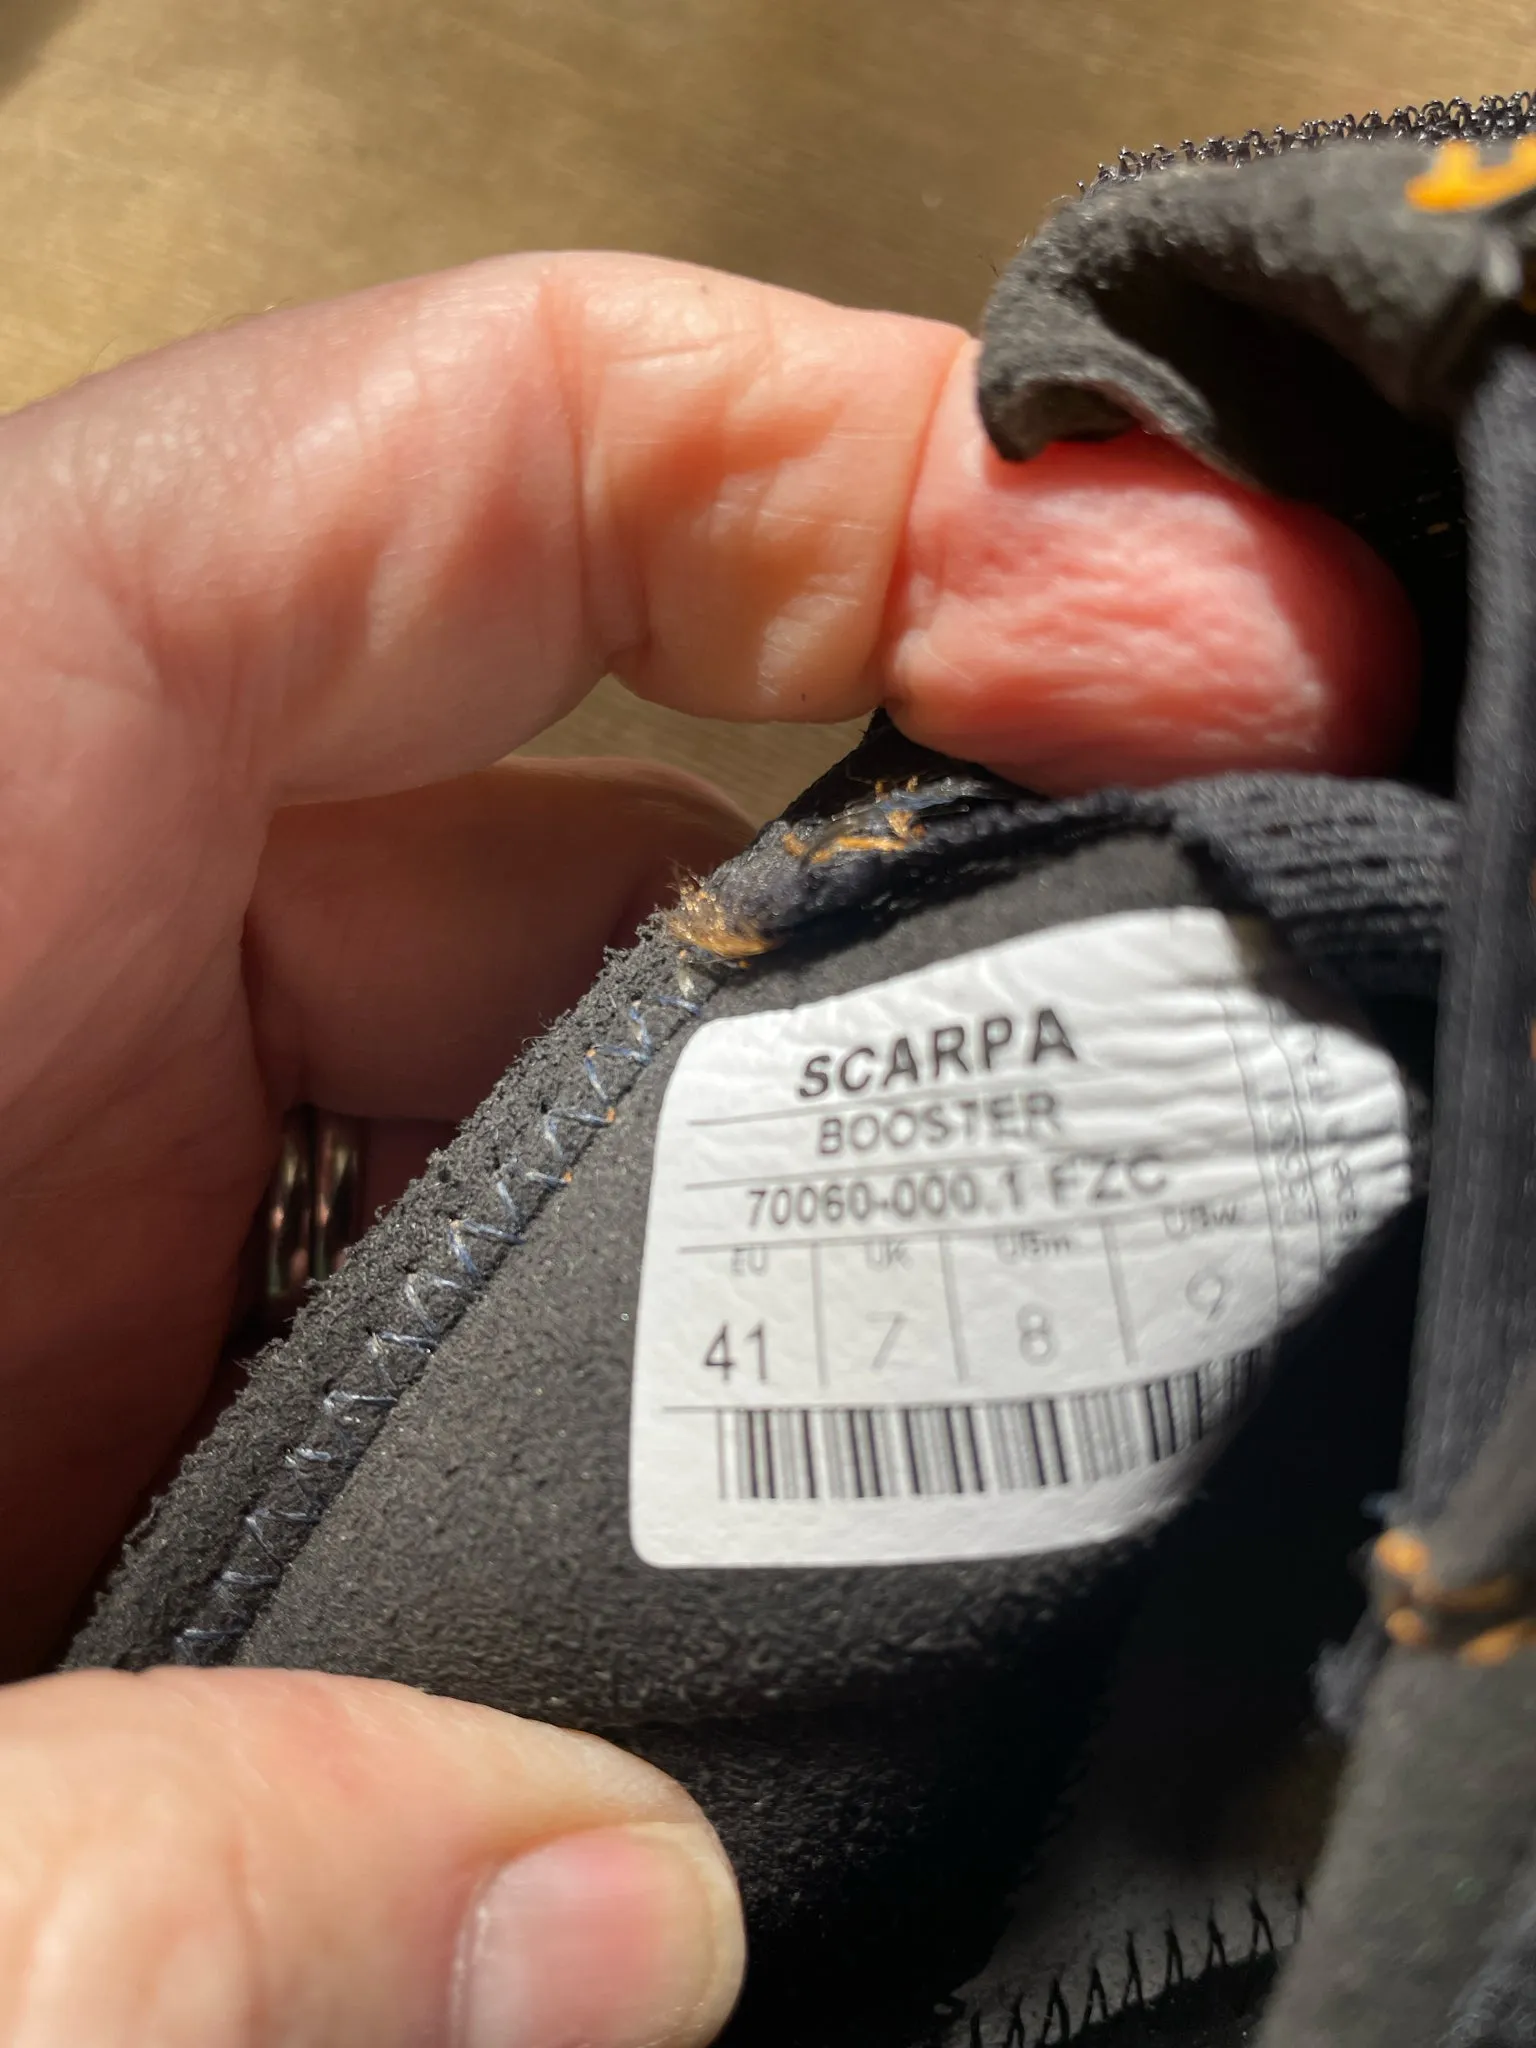 SCARPA
BOOSTER
70060-000.1 FZC
EU UK USm USw
41 7 8 9